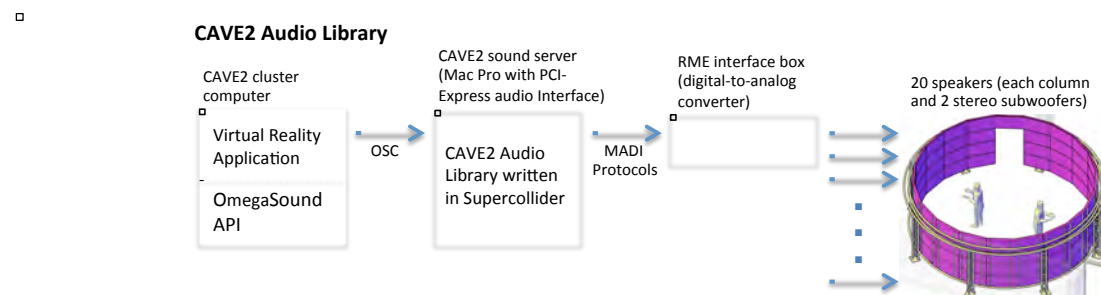 CAVE2 Audio Library
CAVE2 cluster
computer
Virtual Reality
Application
OmegaSound
API
OSC
CAVE2 sound server
(Mac Pro with PCI-
Express audio Interface)
CAVE2 Audio
Library written
in Supercollider
MADI
Protocols
RME interface box
(digital-to-analog
converter)
20 speakers (each column
and 2 stereo subwoofers)